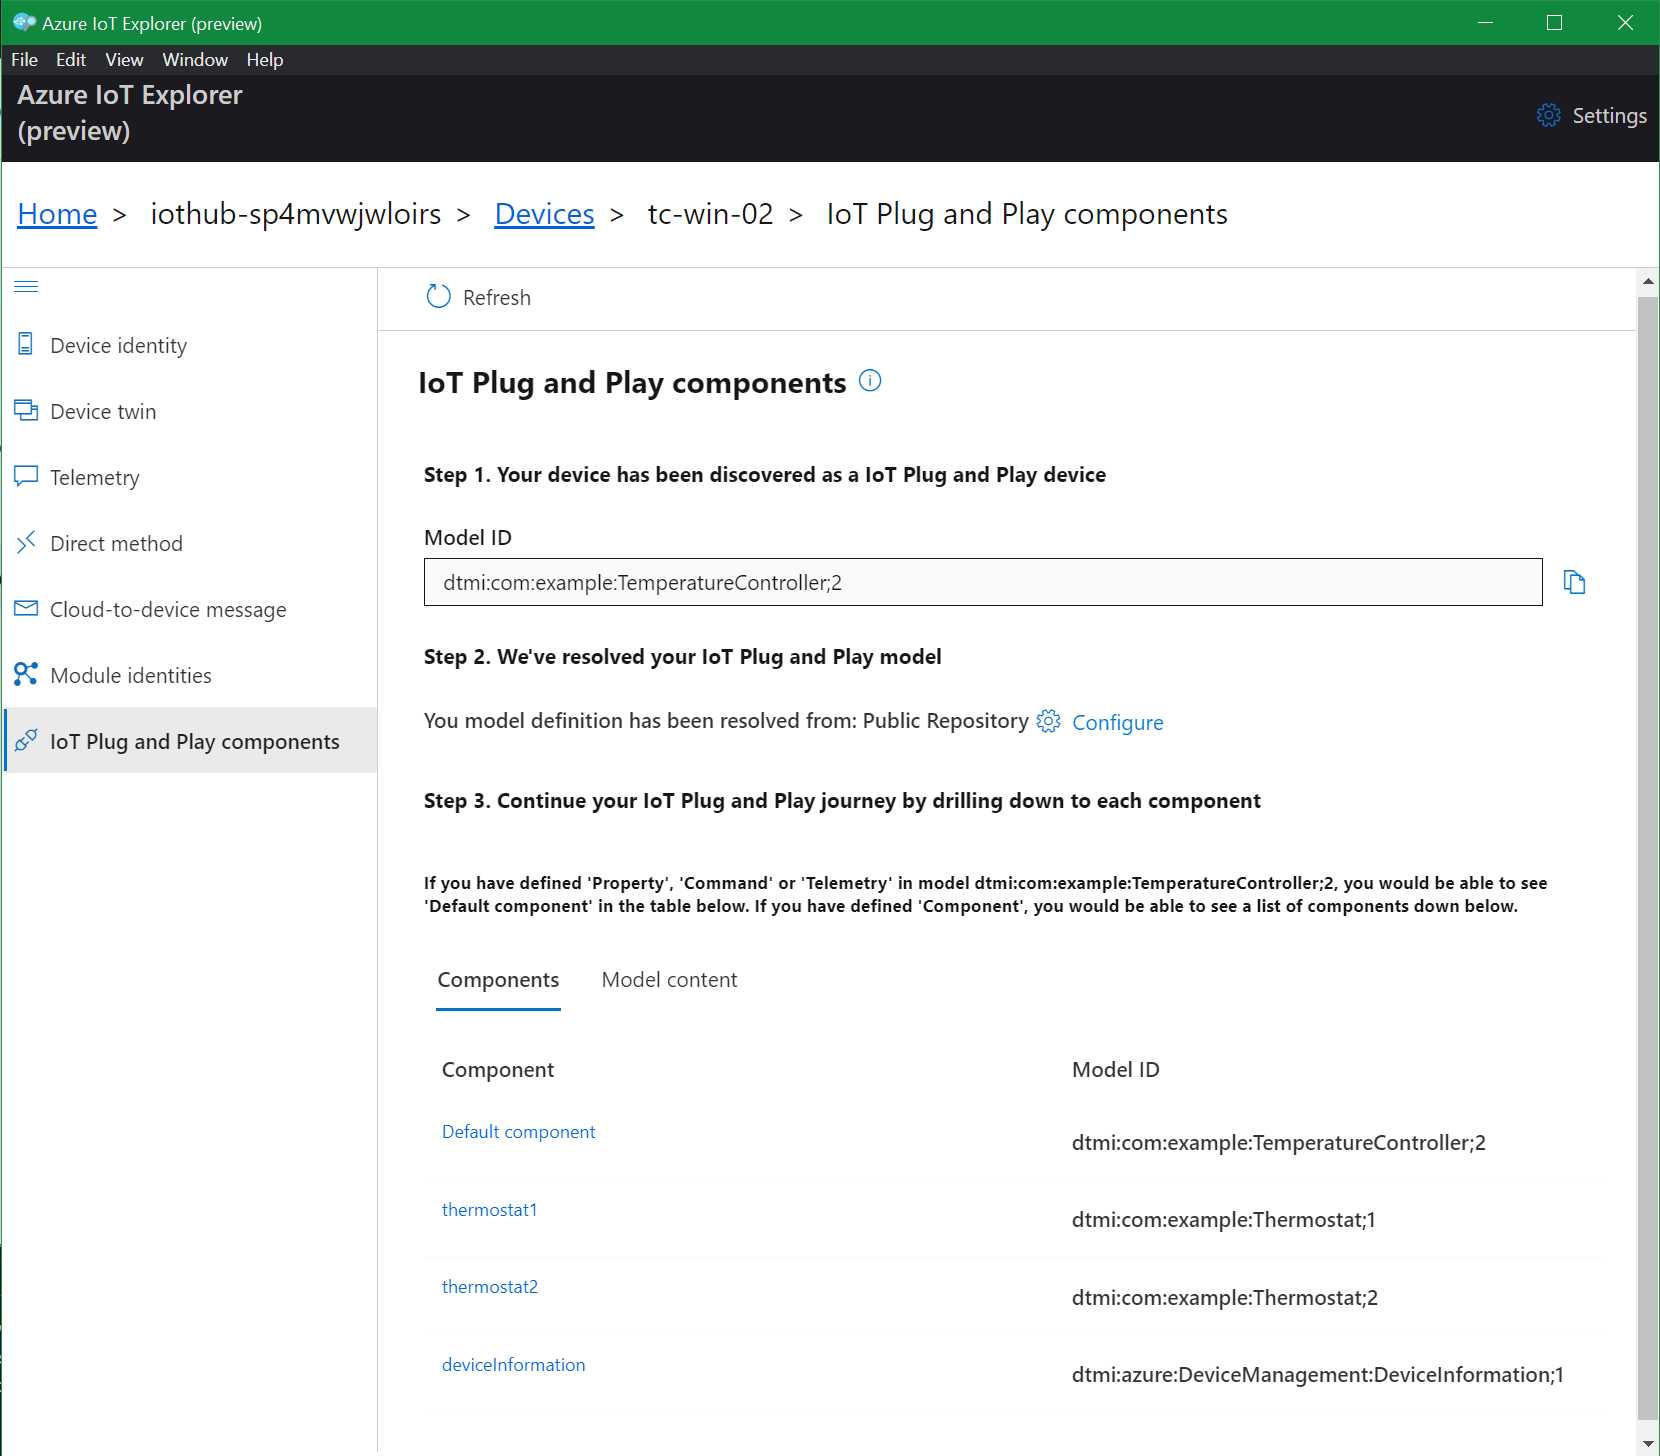 Azure IoT Explorer (preview)
File Edit View Window Help
Azure IoT Explorer
(preview)
Settings
Home > iothub-sp4mvwjwloirs > Devices > tc-win-02 > IoT Plug and Play components
Refresh
Device identity
Device twin
Telemetry
Direct method
Cloud-to-device message
Module identities
IoT Plug and Play components
IoT Plug and Play components
Step 1. Your device has been discovered as a IoT Plug and Play device
Model ID
dtmi:com:example:TemperatureController;2
Step 2. We've resolved your IoT Plug and Play model
You model definition has been resolved from: Public Repository Configure
Step 3. Continue your IoT Plug and Play journey by drilling down to each component
If you have defined 'Property', 'Command' or 'Telemetry' in model dtmi:com:example:TemperatureController;2, you would be able to see
'Default component' in the table below. If you have defined 'Component', you would be able to see a list of components down below.
Components Model content
Component Model ID
Default component dtmi:com:example:TemperatureController;2
thermostat1 dtmi:com:example:Thermostat;1
thermostat2 dtmi:com:example:Thermostat;2
deviceInformation dtmi:azure:DeviceManagement:DeviceInformation;1